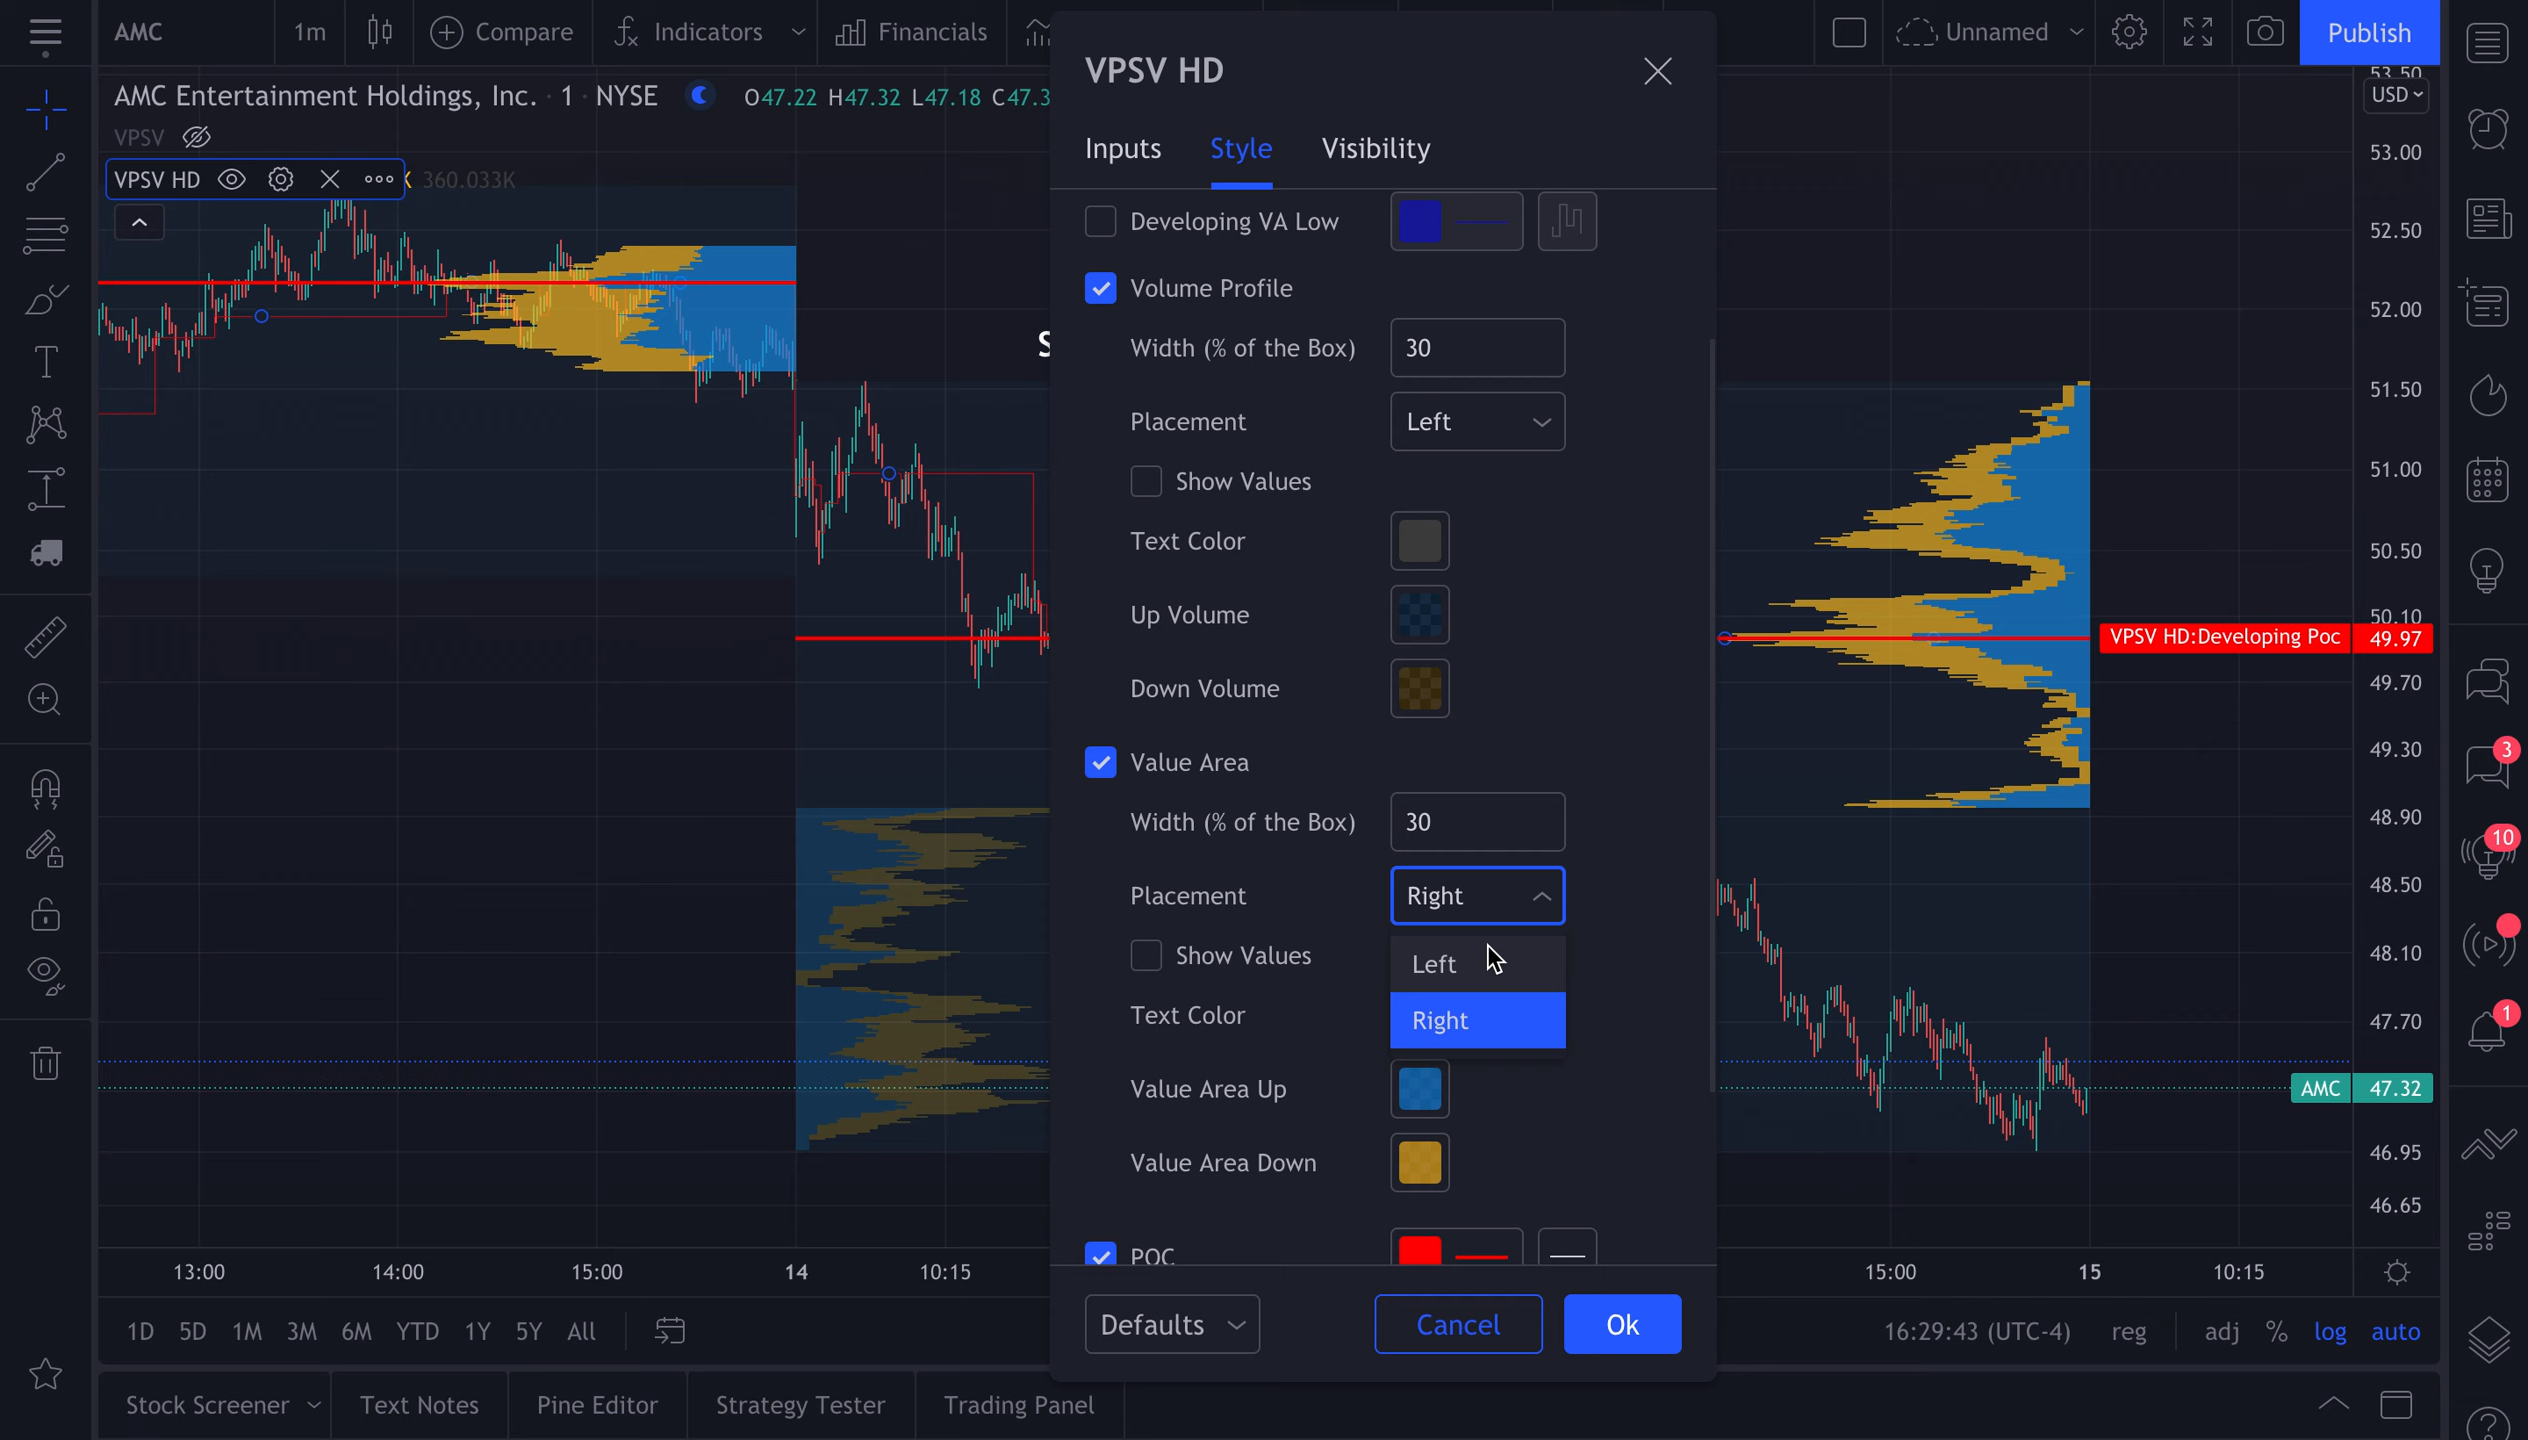 AMC
1m
Compare
Indicators
Financials
Unnamed
Publish
AMC Entertainment Holdings, Inc. · 1 · NYSE
O47.22 H47.32 L47.18 C47.3
VPSV
VPSV HD
360.033K
S
VPSV HD
Inputs
Style
Visibility
Developing VA Low
Volume Profile
Width (% of the Box)
30
Placement
Left
Show Values
Text Color
Up Volume
Down Volume
Value Area
Width (% of the Box)
30
Placement
Right
Show Values
Left
Right
Text Color
Value Area Up
Value Area Down
POC
Defaults
Cancel
Ok
53.50
USD
53.00
52.50
52.00
51.50
51.00
50.50
50.10
VPSV HD:Developing Poc 49.97
49.70
49.30
48.90
48.50
48.10
47.70
AMC 47.32
46.95
46.65
3
10
1
13:00
14:00
15:00
14
10:15
15:00
15
10:15
1D 5D 1M 3M 6M YTD 1Y 5Y All
16:29:43 (UTC-4)
reg
adj
%
log
auto
Stock Screener
Text Notes
Pine Editor
Strategy Tester
Trading Panel